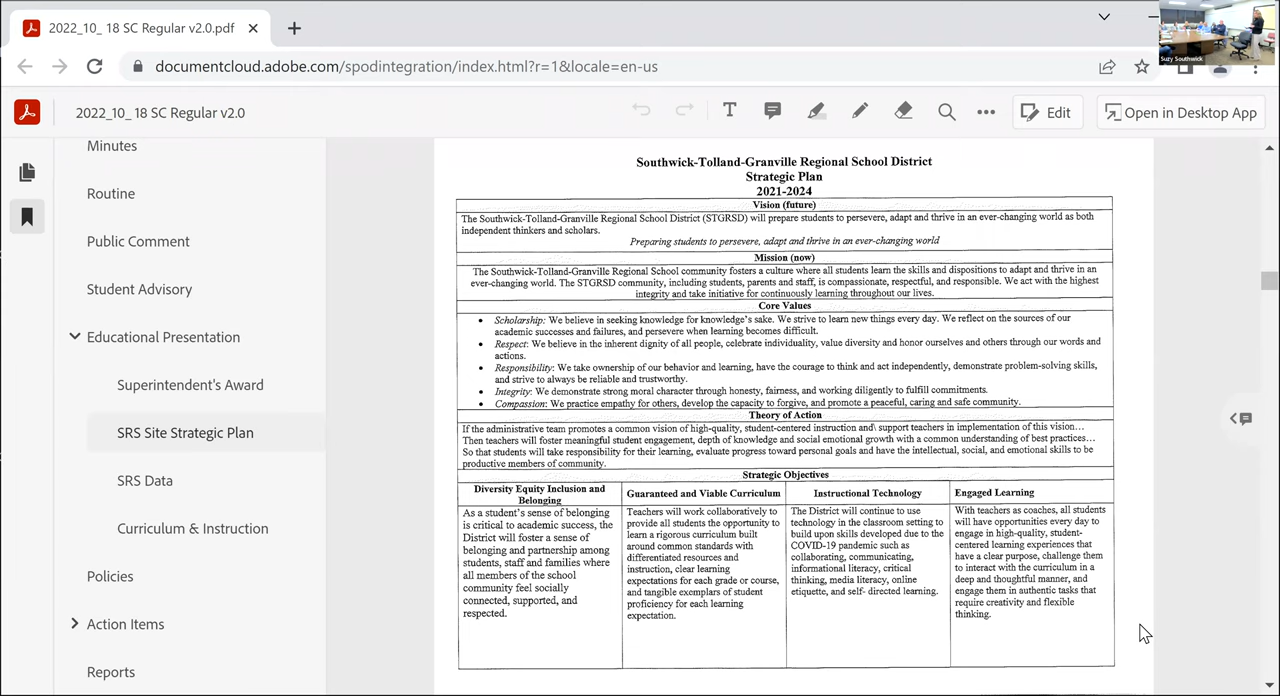 2022_10_ 18 SC Regular v2.0.pdf
Suzy Southwick
documentcloud.adobe.com/spodintegration/index.html?r=1&locale=en-us
2022_10_ 18 SC Regular v2.0
T
Edit
Open in Desktop App
Minutes
Routine
Public Comment
Student Advisory
Educational Presentation
Superintendent's Award
SRS Site Strategic Plan
SRS Data
Curriculum & Instruction
Policies
Action Items
Reports
Southwick-Tolland-Granville Regional School District
Strategic Plan
2021-2024
Vision (future)
The Southwick-Tolland-Granville Regional School District (STGRSD) will prepare students to persevere, adapt and thrive in an ever-changing world as both
independent thinkers and scholars.
Preparing students to persevere, adapt and thrive in an ever-changing world
Mission (now)
The Southwick-Tolland-Granville Regional School community fosters a culture where all students learn the skills and dispositions to adapt and thrive in an
ever-changing world. The STGRSD community, including students, parents and staff, is compassionate, respectful, and responsible. We act with the highest
integrity and take initiative for continuously learning throughout our lives.
Core Values
• Scholarship: We believe in seeking knowledge for knowledge's sake. We strive to learn new things every day. We reflect on the sources of our
academic successes and failures, and persevere when learning becomes difficult.
• Respect: We believe in the inherent dignity of all people, celebrate individuality, value diversity and honor ourselves and others through our words and
actions.
• Responsibility: We take ownership of our behavior and learning, have the courage to think and act independently, demonstrate problem-solving skills,
and strive to always be reliable and trustworthy.
• Integrity: We demonstrate strong moral character through honesty, fairness, and working diligently to fulfill commitments.
• Compassion: We practice empathy for others, develop the capacity to forgive, and promote a peaceful, caring and safe community.
Theory of Action
If the administrative team promotes a common vision of high-quality, student-centered instruction and\ support teachers in implementation of this vision…
Then teachers will foster meaningful student engagement, depth of knowledge and social emotional growth with a common understanding of best practices…
So that students will take responsibility for their learning, evaluate progress toward personal goals and have the intellectual, social, and emotional skills to be
productive members of community.
Strategic Objectives
Diversity Equity Inclusion and
Belonging
As a student's sense of belonging
is critical to academic success, the
District will foster a sense of
belonging and partnership among
students, staff and families where
all members of the school
community feel socially
connected, supported, and
respected.
Guaranteed and Viable Curriculum
Teachers will work collaboratively to
provide all students the opportunity to
learn a rigorous curriculum built
around common standards with
differentiated resources and
instruction, clear learning
expectations for each grade or course,
and tangible exemplars of student
proficiency for each learning
expectation.
Instructional Technology
The District will continue to use
technology in the classroom setting to
build upon skills developed due to the
COVID-19 pandemic such as
collaborating, communicating,
informational literacy, critical
thinking, media literacy, online
etiquette, and self- directed learning.
Engaged Learning
With teachers as coaches, all students
will have opportunities every day to
engage in high-quality, student-
centered learning experiences that
have a clear purpose, challenge them
to interact with the curriculum in a
deep and thoughtful manner, and
engage them in authentic tasks that
require creativity and flexible
thinking.